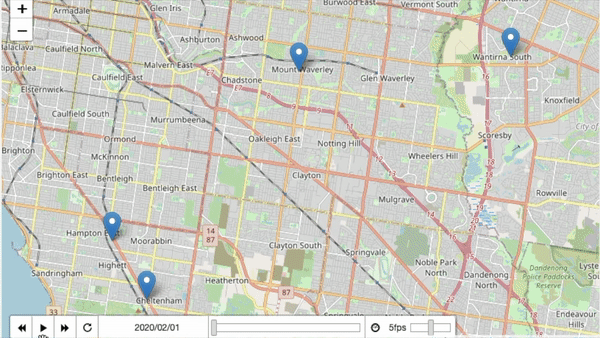 Armadale
Glen Iris
Burwood East
Vermont South
+
Ashburton
Ashwood
Caulfield North
−
Malvern East
Mount Waverley
Wantirna South
Caulfield East
Chadstone
Glen Waverley
Elsternwick
Knoxfield
Caulfield South
Murrumbeena
Scoresby
Ormond
Oakleigh East
Notting Hill
Brighton
McKinnon
Wheelers Hill
Brighton East
Bentleigh
Clayton
Rowville
Bentleigh East
Mulgrave
14
87
Hampton East
Moorabbin
Clayton South
Highett
Springvale
Noble Park
North
Dandenong
North
Dandenong
Police
Paddocks
Reserve
Sandringham
Heatherton
87
Cheltenham
33
Endeavour
Hills
2020/02/01
5fps